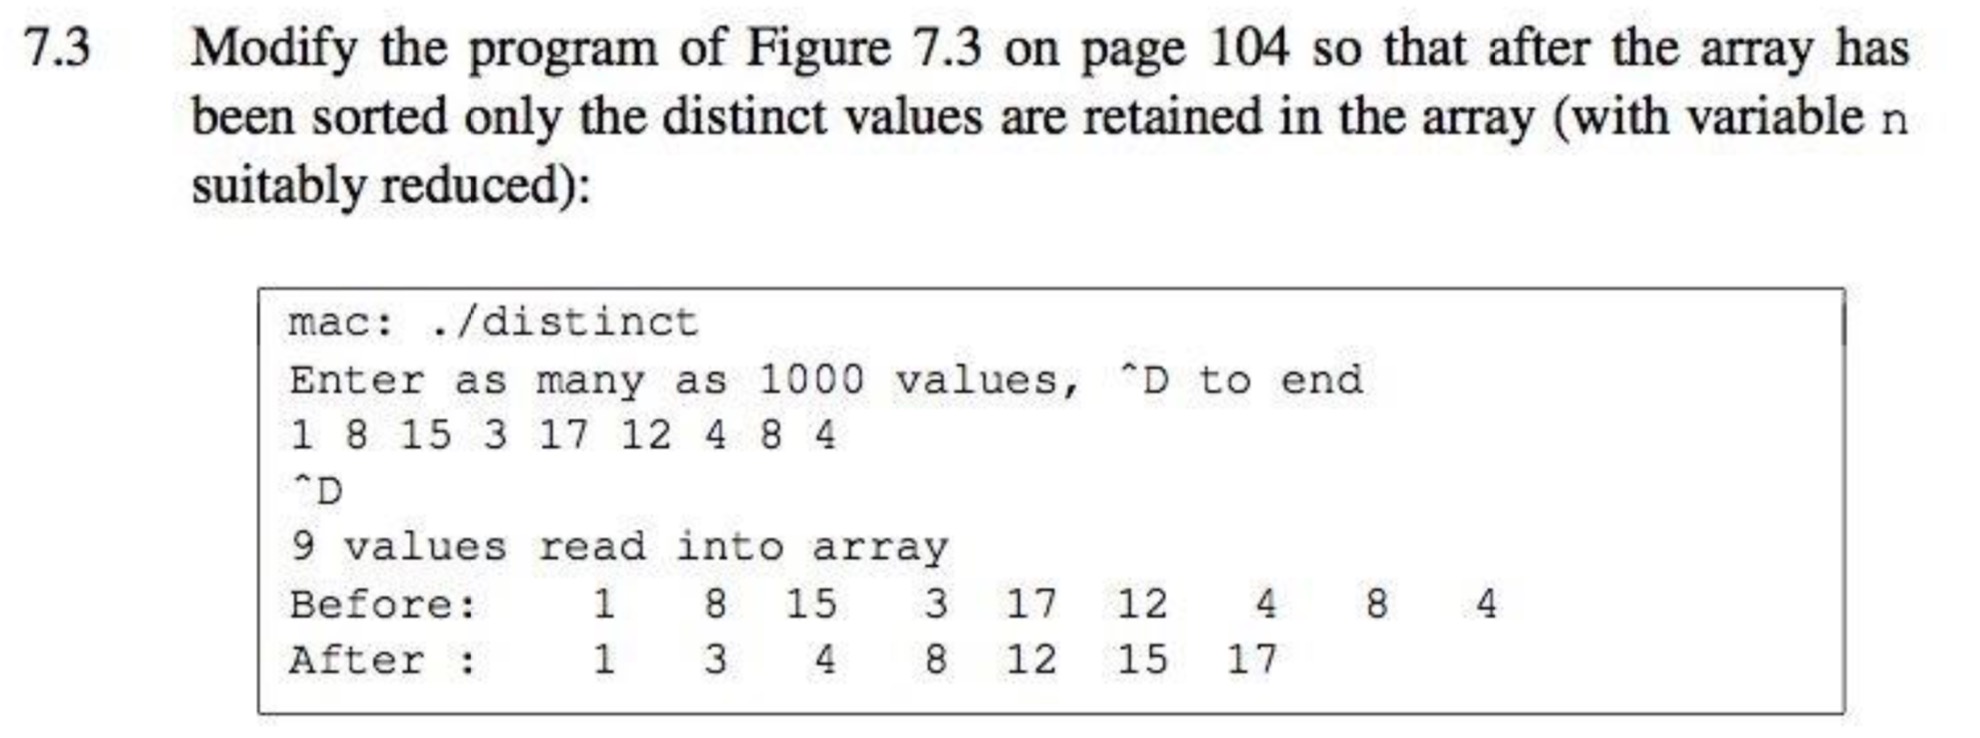 7.3 Modify the program of Figure 7.3 on page 104 so that after the array has
been sorted only the distinct values are retained in the array (with variable n
suitably reduced):
mac: ./distinct
Enter as many as 1000 values, ^D to end
1 8 15 3 17 12 4 8 4
^D
9 values read into array
Before: 1 8 15 3 17 12 4 8 4
After : 1 3 4 8 12 15 17